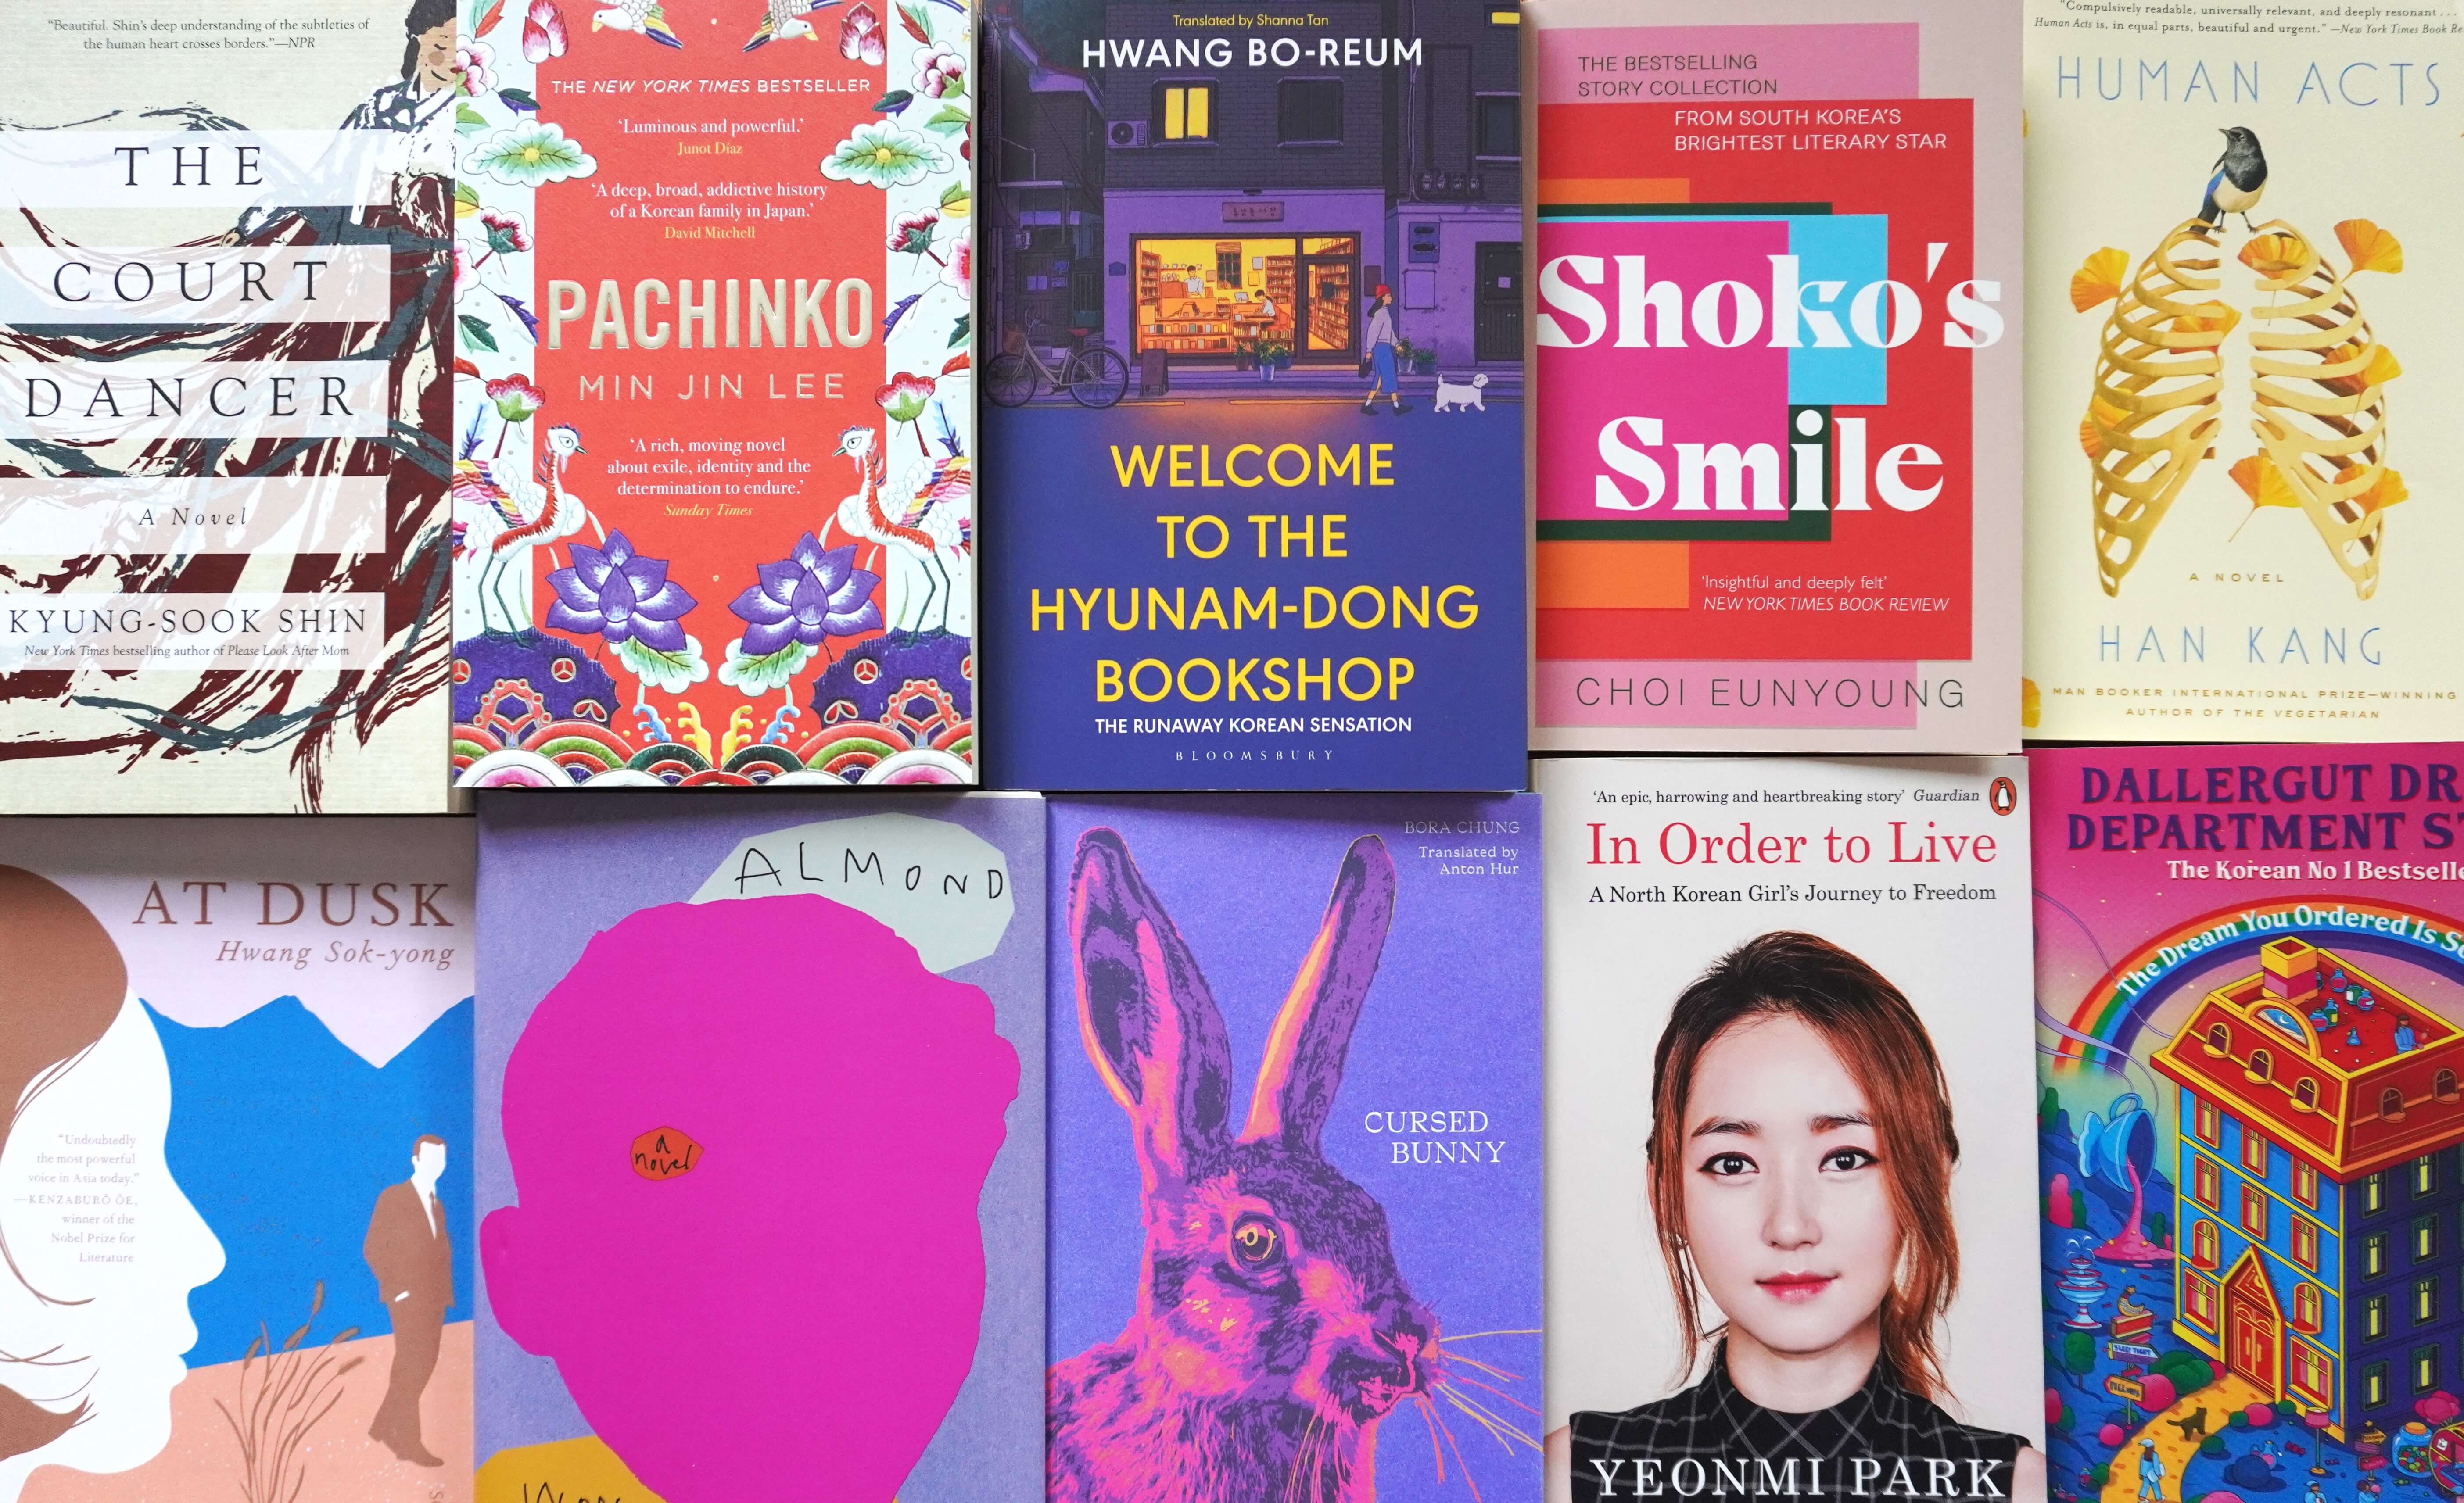 “Beautiful. Shin’s deep understanding of the subtleties of
the human heart crosses borders.”—NPR
THE
COURT
DANCER
A Novel
KYUNG-SOOK SHIN
New York Times bestselling author of Please Look After Mom
THE NEW YORK TIMES BESTSELLER
‘Luminous and powerful.’
Junot Díaz
‘A deep, broad, addictive history
of a Korean family in Japan.’
David Mitchell
PACHINKO
MIN JIN LEE
‘A rich, moving novel
about exile, identity and the
determination to endure.’
Sunday Times
Translated by Shanna Tan
HWANG BO-REUM
WELCOME
TO THE
HYUNAM-DONG
BOOKSHOP
THE RUNAWAY KOREAN SENSATION
BLOOMSBURY
THE BESTSELLING
STORY COLLECTION
FROM SOUTH KOREA’S
BRIGHTEST LITERARY STAR
Shoko’s
Smile
‘Insightful and deeply felt’
NEW YORK TIMES BOOK REVIEW
CHOI EUNYOUNG
“Compulsively readable, universally relevant, and deeply resonant . . .
Human Acts is, in equal parts, beautiful and urgent.” —New York Times Book Re
HUMAN ACTS
A NOVEL
HAN KANG
MAN BOOKER INTERNATIONAL PRIZE–WINNING
AUTHOR OF THE VEGETARIAN
AT DUSK
Hwang Sok-yong
“Undoubtedly
the most powerful
voice in Asia today.”
—KENZABURŌ ŌE,
winner of the
Nobel Prize for
Literature
ALMOND
a
novel
BORA CHUNG
Translated by
Anton Hur
CURSED
BUNNY
‘An epic, harrowing and heartbreaking story’ Guardian
In Order to Live
A North Korean Girl’s Journey to Freedom
YEONMI PARK
DALLERGUT DR
DEPARTMENT ST
The Korean No 1 Bestselle
The Dream You Ordered Is S